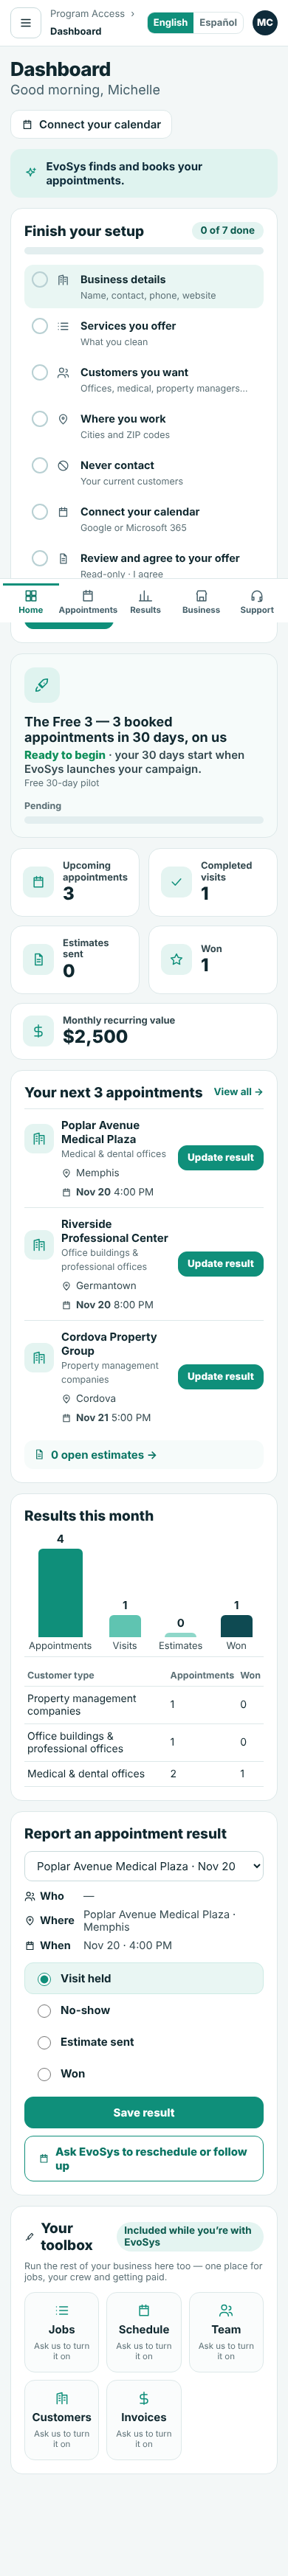 Program Access ›
Dashboard
English Español
MC
Dashboard
Good morning, Michelle
Connect your calendar
EvoSys finds and books your
appointments.
Finish your setup
0 of 7 done
Business details
Name, contact, phone, website
Services you offer
What you clean
Customers you want
Offices, medical, property managers...
Where you work
Cities and ZIP codes
Never contact
Your current customers
Connect your calendar
Google or Microsoft 365
Review and agree to your offer
Read-only · I agree
Home Appointments Results Business Support
The Free 3 — 3 booked
appointments in 30 days, on us
Ready to begin · your 30 days start when
EvoSys launches your campaign.
Free 30-day pilot
Pending
Upcoming
appointments
3
Completed
visits
1
Estimates
sent
0
Won
1
Monthly recurring value
$2,500
Your next 3 appointments
View all →
Poplar Avenue
Medical Plaza
Medical & dental offices
Memphis
Nov 20 4:00 PM
Update result
Riverside
Professional Center
Office buildings &
professional offices
Germantown
Nov 20 8:00 PM
Update result
Cordova Property
Group
Property management
companies
Cordova
Nov 21 5:00 PM
Update result
0 open estimates →
Results this month
4
1
0
1
Appointments Visits Estimates Won
Customer type Appointments Won
Property management
companies
1 0
Office buildings &
professional offices
1 0
Medical & dental offices 2 1
Report an appointment result
Poplar Avenue Medical Plaza · Nov 20
Who —
Where Poplar Avenue Medical Plaza ·
Memphis
When Nov 20 · 4:00 PM
Visit held
No-show
Estimate sent
Won
Save result
Ask EvoSys to reschedule or follow
up
Your
toolbox
Included while you're with
EvoSys
Run the rest of your business here too — one place for
jobs, your crew and getting paid.
Jobs
Ask us to turn
it on
Schedule
Ask us to turn
it on
Team
Ask us to turn
it on
Customers
Ask us to turn
it on
Invoices
Ask us to turn
it on